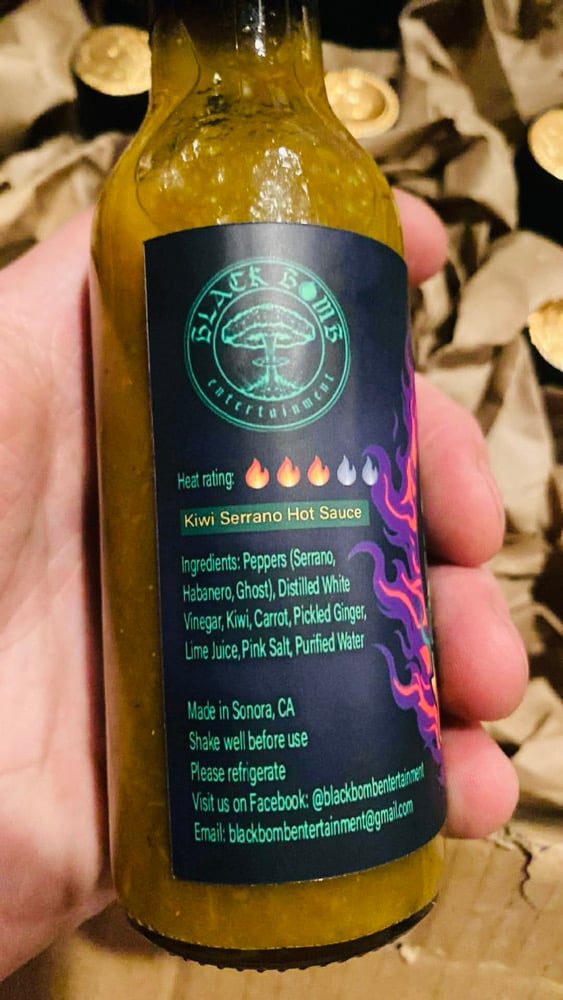 BLACK BOMB
entertainment
Heat rating:
Kiwi Serrano Hot Sauce
Ingredients: Peppers (Serrano,
Habanero, Ghost), Distilled White
Vinegar, Kiwi, Carrot, Pickled Ginger,
Lime Juice, Pink Salt, Purified Water
Made in Sonora, CA
Shake well before use
Please refrigerate
Visit us on Facebook: @blackbombentertainment
Email: blackbombentertainment@gmail.com